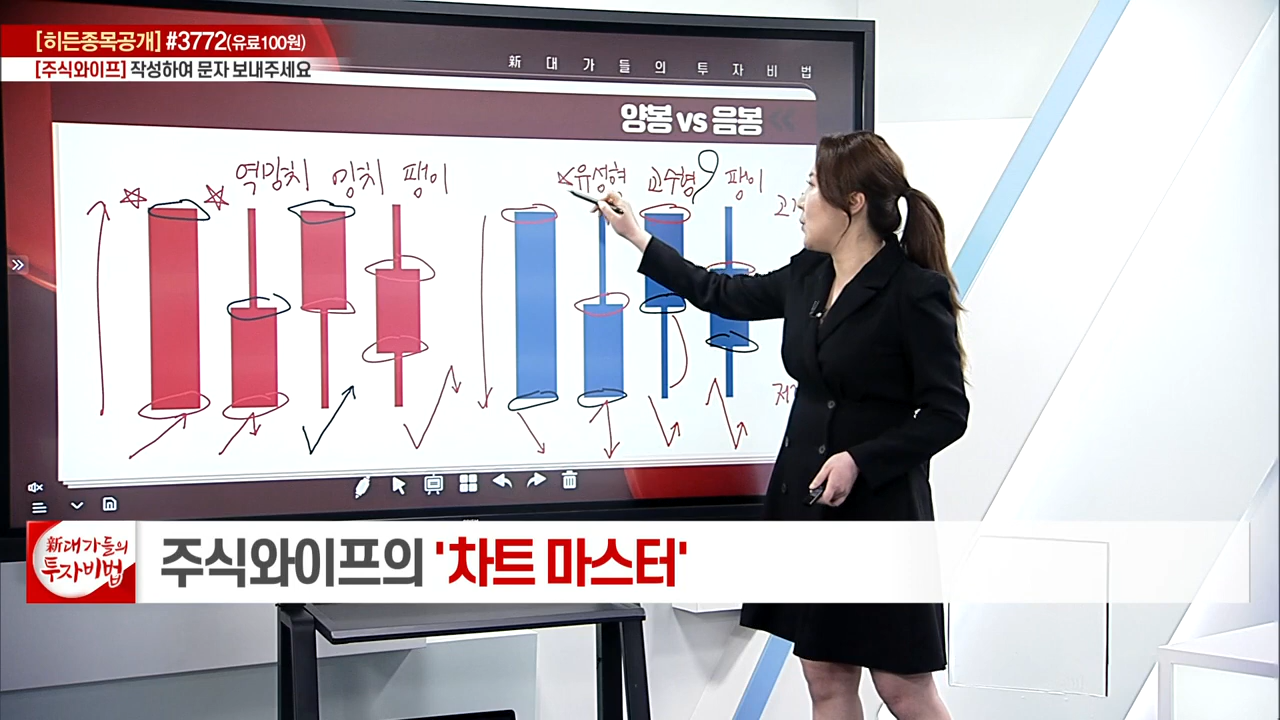 [히든종목공개] #3772(유료100원)
[주식와이프] 작성하여 문자 보내주세요
新 대가들의 투자비법
양봉 vs 음봉
역망치 망치 팽이
유성형 교수형 팽이
고
저
新대가들의
투자비법
주식와이프의 '차트 마스터'